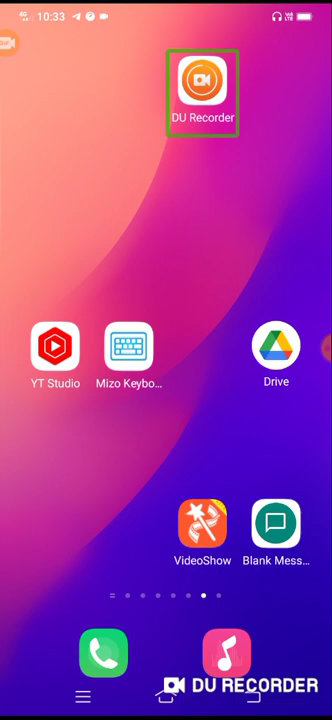 10:33
DU Recorder
YT Studio
Mizo Keybo...
Drive
VideoShow
Blank Mess...
DU RECORDER